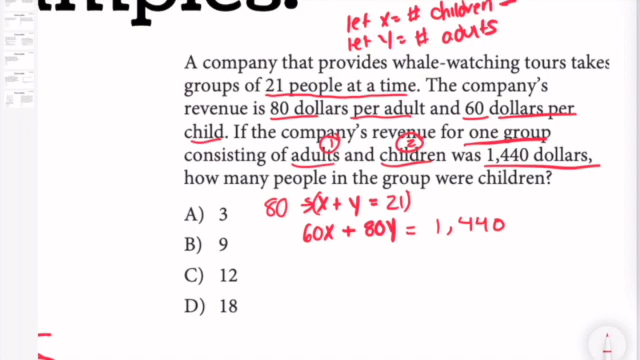 let x = # children
let y = # adults
A company that provides whale-watching tours takes
groups of 21 people at a time. The company's
revenue is 80 dollars per adult and 60 dollars per
child. If the company's revenue for one group
(1) (2)
consisting of adults and children was 1,440 dollars,
how many people in the group were children?
A) 3
80 (x + y = 21)
60x + 80y = 1,440
B) 9
C) 12
D) 18